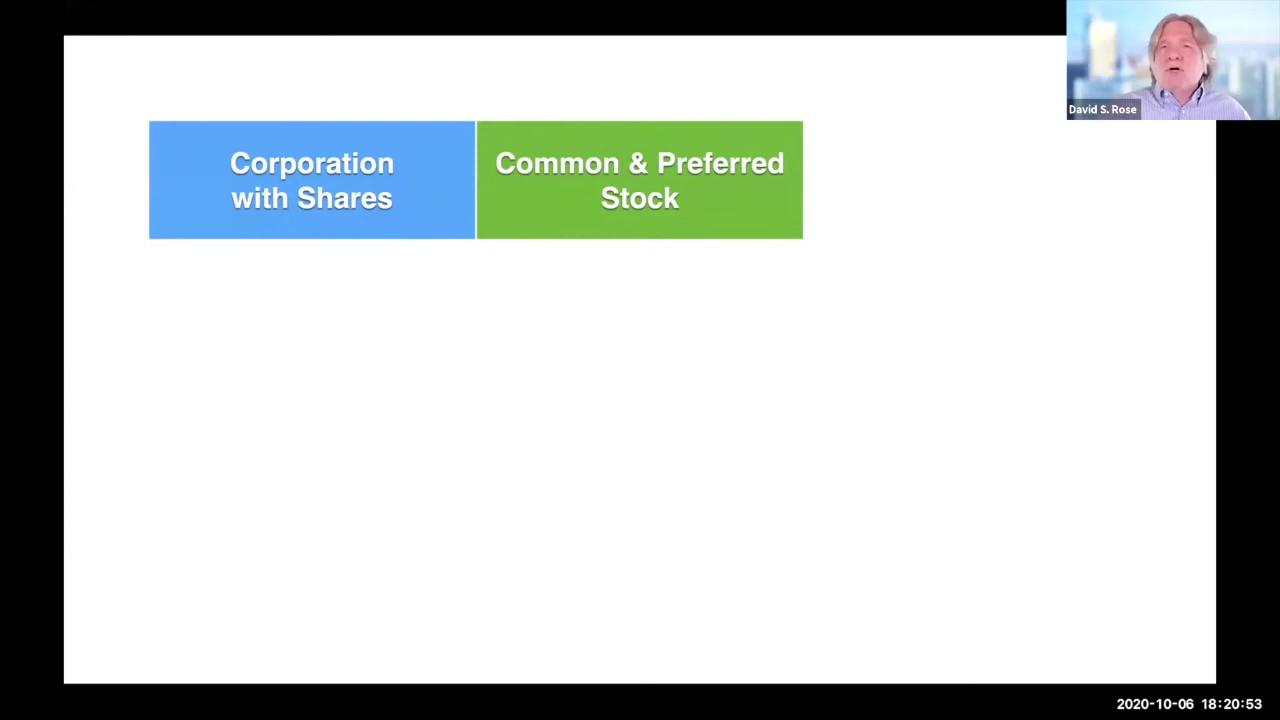 David S. Rose
Corporation
with Shares
Common & Preferred
Stock
2020-10-06 18:20:53